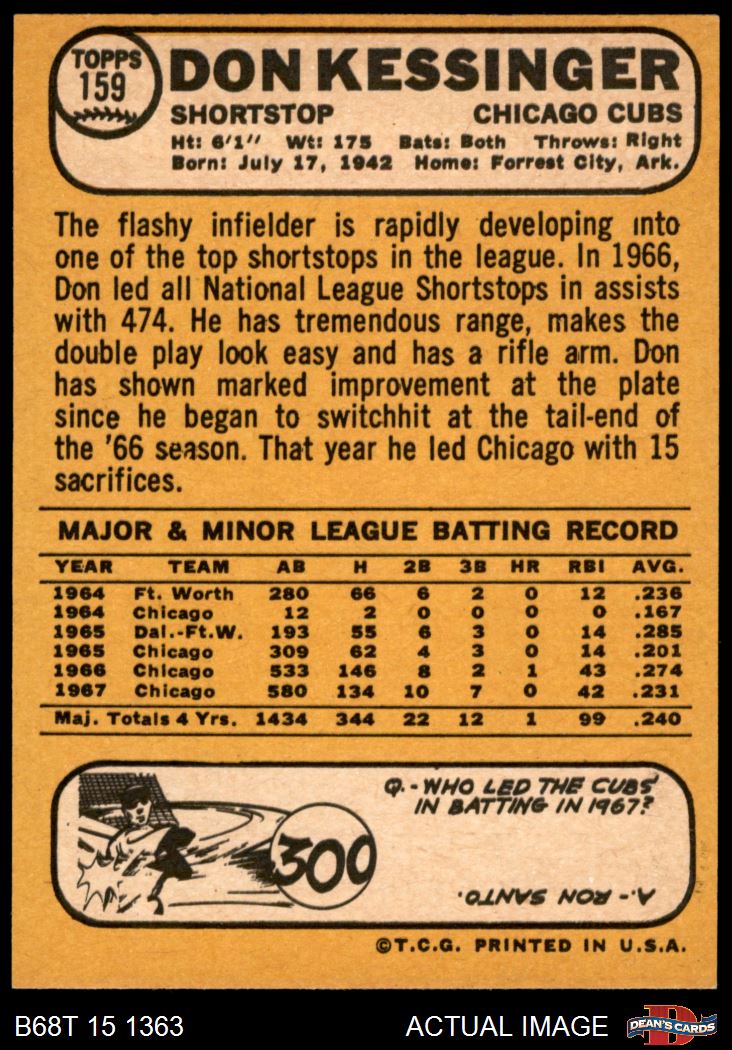 TOPPS
159
DON KESSINGER
SHORTSTOP CHICAGO CUBS
Ht: 6'1" Wt: 175 Bats: Both Throws: Right
Born: July 17, 1942 Home: Forrest City, Ark.
The flashy infielder is rapidly developing into
one of the top shortstops in the league. In 1966,
Don led all National League Shortstops in assists
with 474. He has tremendous range, makes the
double play look easy and has a rifle arm. Don
has shown marked improvement at the plate
since he began to switchhit at the tail-end of
the '66 season. That year he led Chicago with 15
sacrifices.
MAJOR & MINOR LEAGUE BATTING RECORD
YEAR TEAM AB H 2B 3B HR RBI AVG.
1964 Ft. Worth 280 66 6 2 0 12 .236
1964 Chicago 12 2 0 0 0 0 .167
1965 Dal.-Ft.W. 193 55 6 3 0 14 .285
1965 Chicago 309 62 4 3 0 14 .201
1966 Chicago 533 146 8 2 1 43 .274
1967 Chicago 580 134 10 7 0 42 .231
Maj. Totals 4 Yrs. 1434 344 22 12 1 99 .240
Q.- WHO LED THE CUBS
IN BATTING IN 1967?
.300
A.- RON SANTO.
©T.C.G. PRINTED IN U.S.A.
B68T 15 1363 ACTUAL IMAGE
D
DEAN'S CARDS